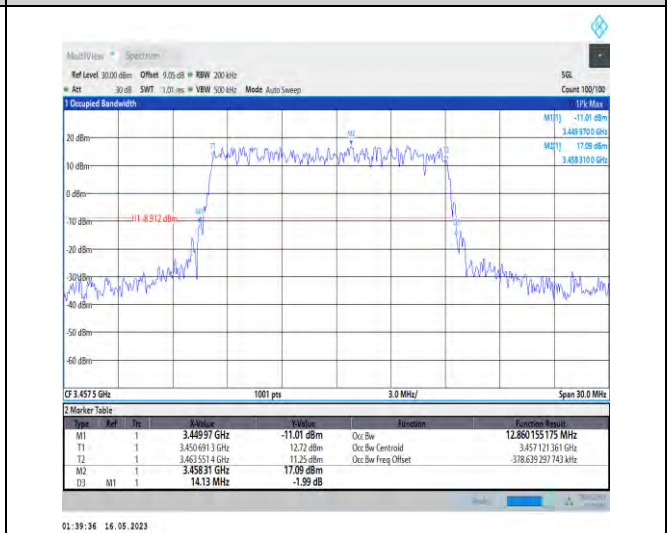 MultiView Spectrum
Ref Level 30.00 dBm Offset 9.05 dB RBW 200 kHz SGL
Att 30 dB SWT 1.01 ms VBW 500 kHz Mode Auto Sweep Count 100/100
1 Occupied Bandwidth 1Pk Max
M1[1] -11.01 dBm
3.449 970 0 GHz
M2[1] 17.09 dBm
3.458 310 0 GHz
M2
T1
20 dBm
10 dBm
0 dBm
M1
H1 -8.912 dBm
-10 dBm
-20 dBm
-30 dBm
-40 dBm
-50 dBm
-60 dBm
CF 3.457 5 GHz 1001 pts 3.0 MHz/ Span 30.0 MHz
2 Marker Table
Type Ref Trc X-Value Y-Value Function Function Result
M1 1 3.449 97 GHz -11.01 dBm Occ Bw 12.860 155 175 MHz
T1 1 3.450 691 3 GHz 12.72 dBm Occ Bw Centroid 3.457 121 361 GHz
T2 1 3.463 551 4 GHz 11.25 dBm Occ Bw Freq Offset -378.639 297 743 kHz
M2 1 3.458 31 GHz 17.09 dBm
D3 M1 1 14.13 MHz -1.99 dB
01:39:36 16.05.2023